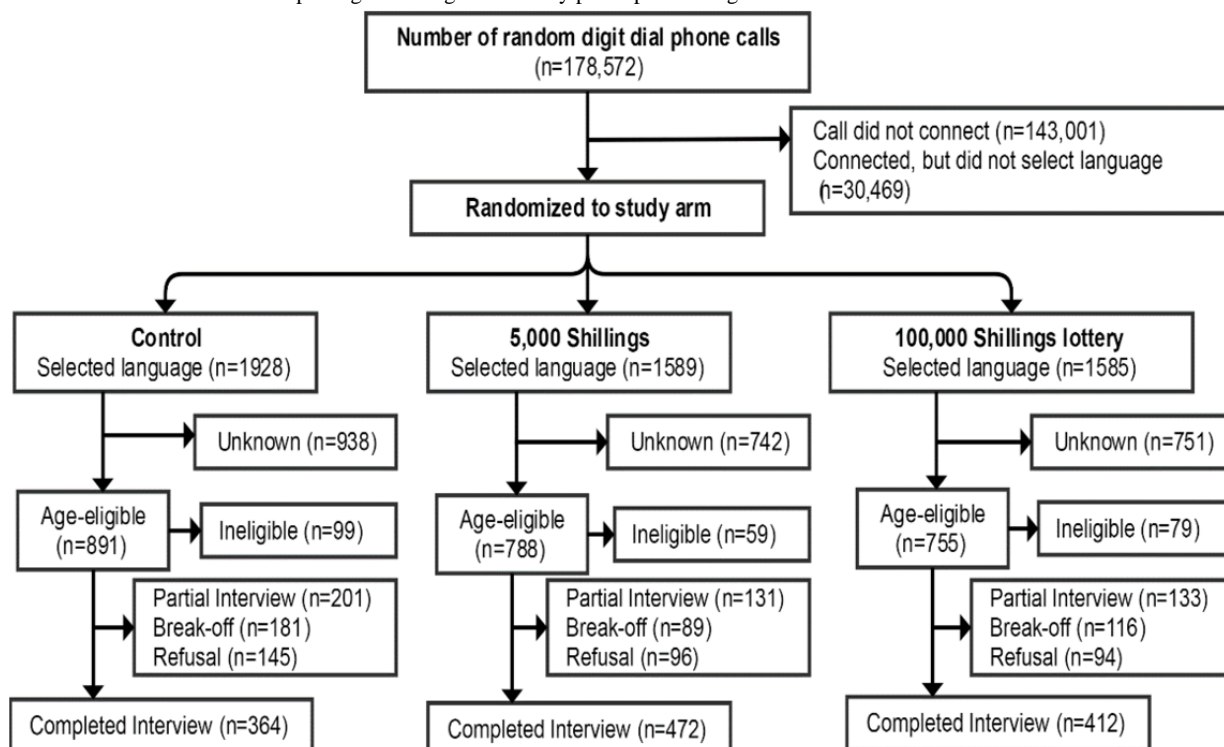 Number of random digit dial phone calls
(n=178,572)
Call did not connect (n=143,001)
Connected, but did not select language
(n=30,469)
Randomized to study arm
Control
Selected language (n=1928)
5,000 Shillings
Selected language (n=1589)
100,000 Shillings lottery
Selected language (n=1585)
Unknown (n=938)
Unknown (n=742)
Unknown (n=751)
Age-eligible
(n=891)
Ineligible (n=99)
Age-eligible
(n=788)
Ineligible (n=59)
Age-eligible
(n=755)
Ineligible (n=79)
Partial Interview (n=201)
Break-off (n=181)
Refusal (n=145)
Partial Interview (n=131)
Break-off (n=89)
Refusal (n=96)
Partial Interview (n=133)
Break-off (n=116)
Refusal (n=94)
Completed Interview (n=364)
Completed Interview (n=472)
Completed Interview (n=412)